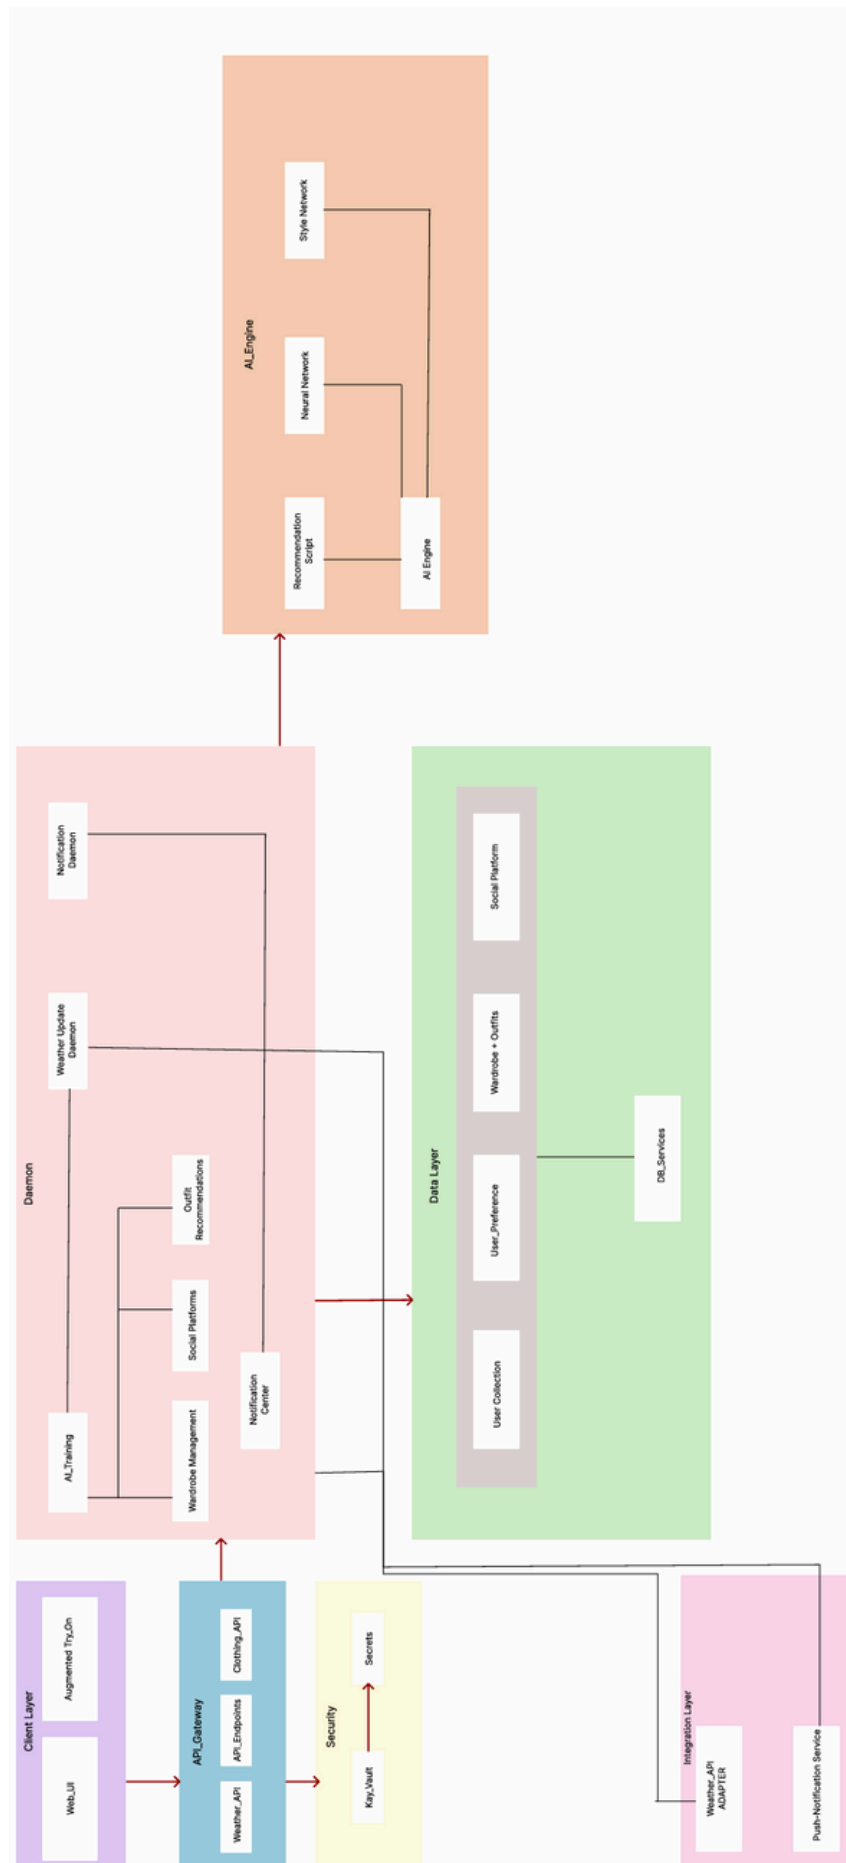 Client Layer
Web_UI
Augmented Try_On
API_Gateway
Weather_API
API_Endpoints
Clothing_API
Security
Kay_Vault
Secrets
Daemon
AI_Training
Weather Update
Daemon
Notification
Daemon
Wardrobe Management
Social Platforms
Outfit
Recommendations
Notification
Center
AI_Engine
Recommendation
Script
Neural Network
Style Network
AI Engine
Data Layer
User Collection
User_Preference
Wardrobe + Outfits
Social Platform
DB_Services
Integration Layer
Weather_API
ADAPTER
Push-Notification Service